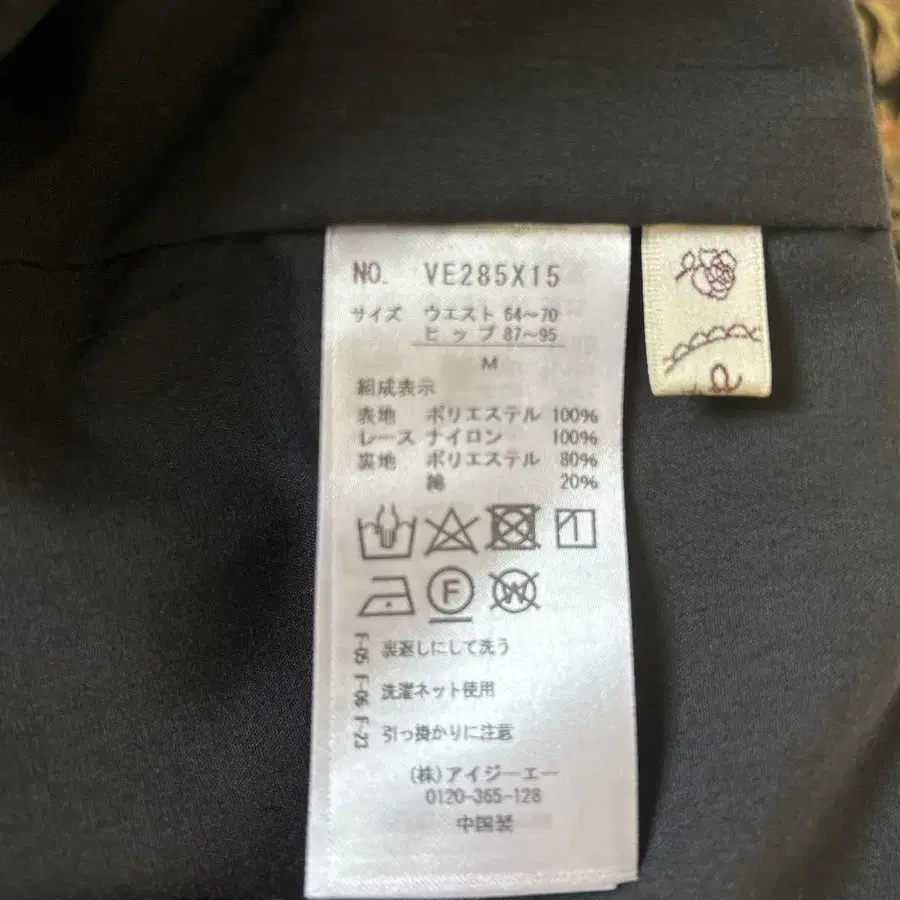 NO. VE285X15
サイズ ウエスト 64〜70
ヒップ 87〜95
M
組成表示
表地 ポリエステル 100%
レース ナイロン 100%
裏地 ポリエステル 80%
綿 20%
F
W
F-05 裏返しにして洗う
F-06 洗濯ネット使用
F-23 引っ掛かりに注意
(株)アイジーエー
0120-365-128
中国製